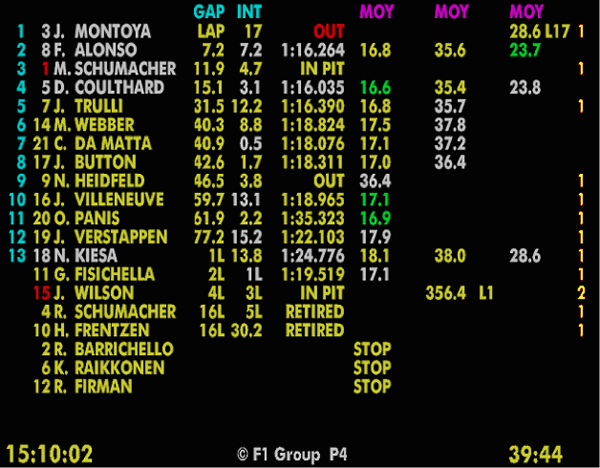 GAP INT MOY MOY MOY
1 3 J. MONTOYA LAP 17 OUT 28.6 L17 1
2 8 F. ALONSO 7.2 7.2 1:16.264 16.8 35.6 23.7
3 1 M. SCHUMACHER 11.9 4.7 IN PIT 1
4 5 D. COULTHARD 15.1 3.1 1:16.035 16.6 35.4 23.8
5 7 J. TRULLI 31.5 12.2 1:16.390 16.8 35.7 1
6 14 M. WEBBER 40.3 8.8 1:18.824 17.5 37.8
7 21 C. DA MATTA 40.9 0.5 1:18.076 17.1 37.2
8 17 J. BUTTON 42.6 1.7 1:18.311 17.0 36.4
9 9 N. HEIDFELD 46.5 3.8 OUT 36.4 1
10 16 J. VILLENEUVE 59.7 13.1 1:18.965 17.1 1
11 20 O. PANIS 61.9 2.2 1:35.323 16.9 1
12 19 J. VERSTAPPEN 77.2 15.2 1:22.103 17.9 1
13 18 N. KIESA 1L 13.8 1:24.776 18.1 38.0 28.6 1
11 G. FISICHELLA 2L 1L 1:19.519 17.1 1
15 J. WILSON 4L 3L IN PIT 356.4 L1 2
4 R. SCHUMACHER 16L 5L RETIRED 1
10 H. FRENTZEN 16L 30.2 RETIRED 1
2 R. BARRICHELLO STOP
6 K. RAIKKONEN STOP
12 R. FIRMAN STOP
15:10:02 © F1 Group P4 39:44